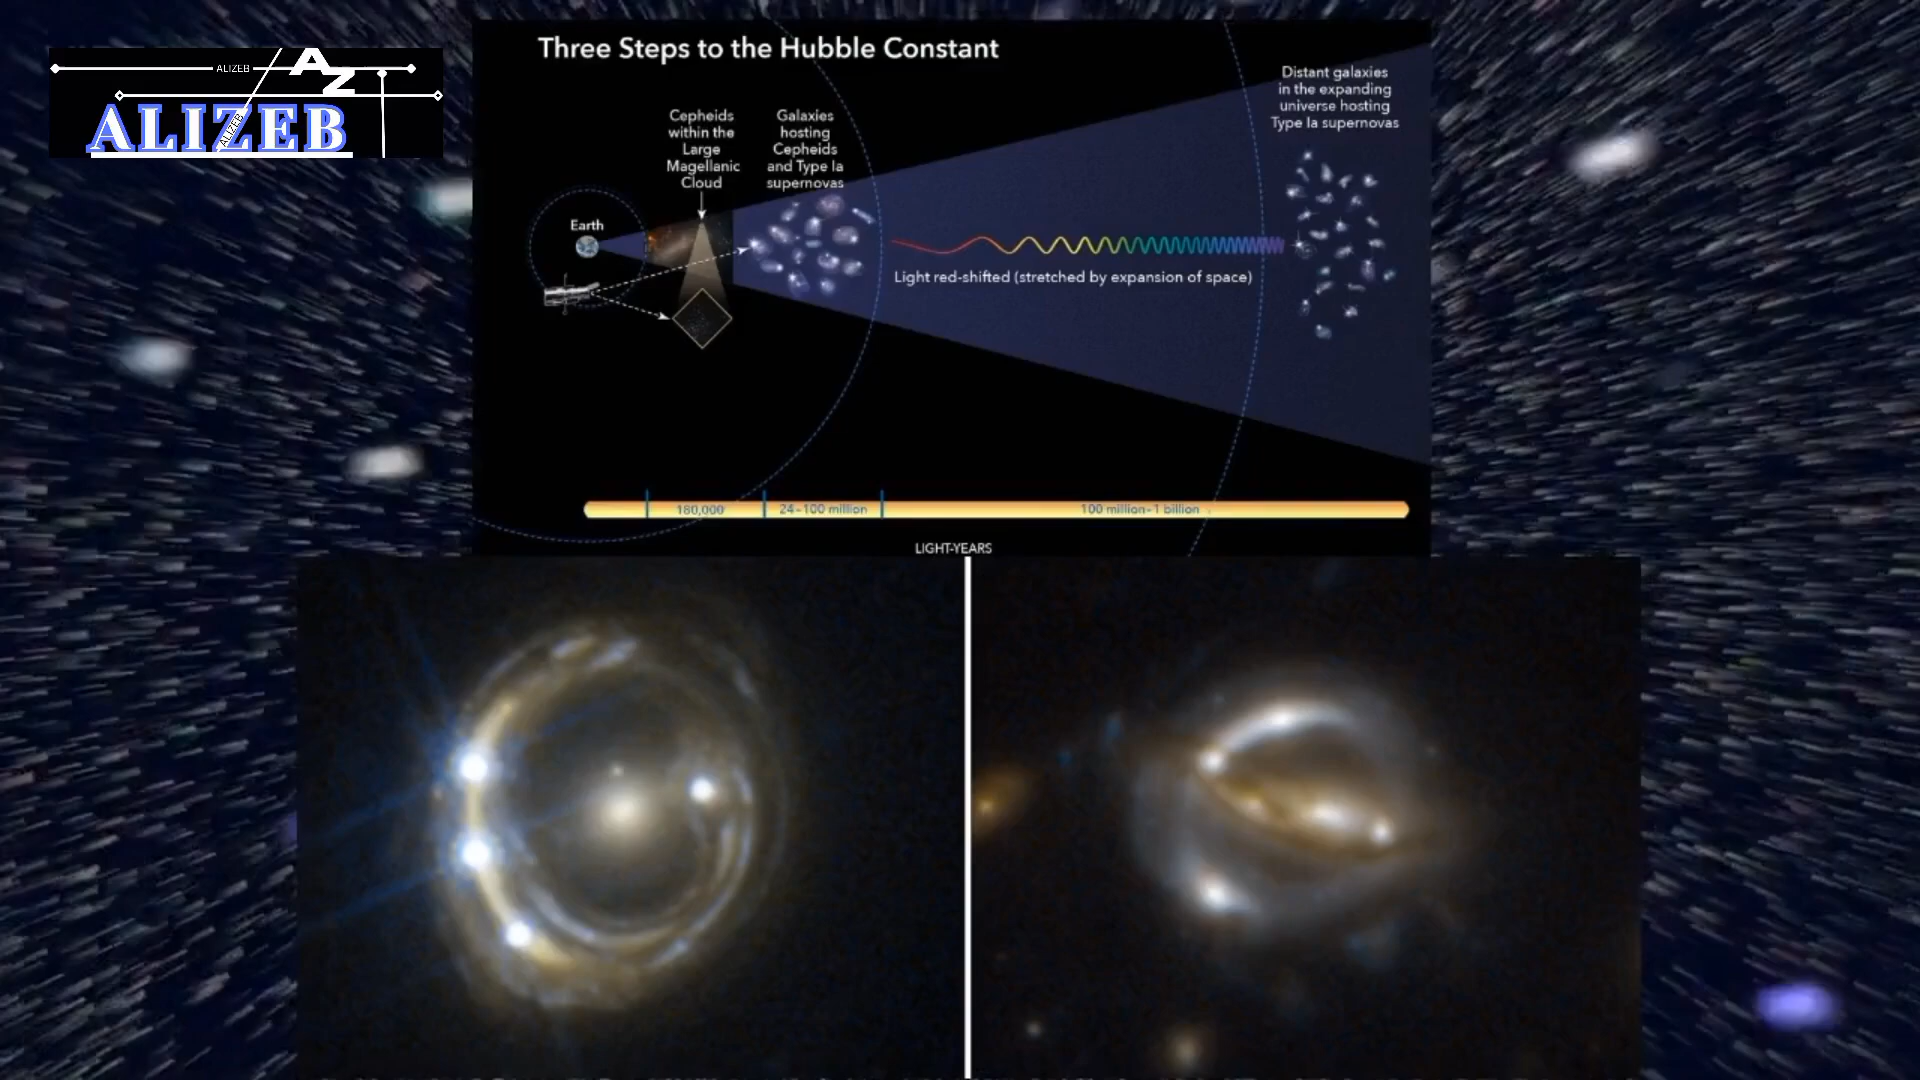 ALIZEB
AZ
ALIZEB
ALIZEB
Three Steps to the Hubble Constant
Cepheids
within the
Large
Magellanic
Cloud
Galaxies
hosting
Cepheids
and Type Ia
supernovas
Distant galaxies
in the expanding
universe hosting
Type Ia supernovas
Earth
Light red-shifted (stretched by expansion of space)
180,000
24–100 million
100 million–1 billion
LIGHT-YEARS